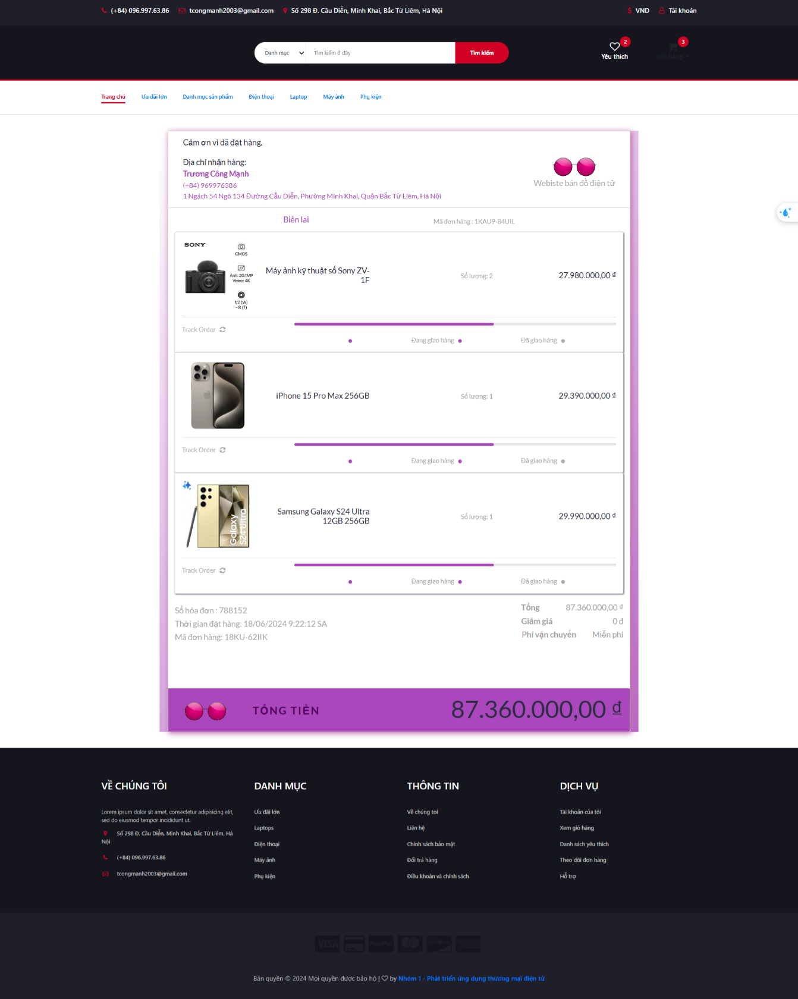 (+84) 096.997.63.86 tcongmanh2003@gmail.com Số 298 Đ. Cầu Diễn, Minh Khai, Bắc Từ Liêm, Hà Nội VND Tài khoản
Danh mục Tìm kiếm ở đây Tìm kiếm
2
Yêu thích
3
Giỏ hàng
Trang chủ Ưu đãi lớn Danh mục sản phẩm Điện thoại Laptop Máy ảnh Phụ kiện
Cảm ơn vì đã đặt hàng,
Địa chỉ nhận hàng:
Trương Công Mạnh
(+84) 969976386
1 Ngách 54 Ngõ 134 Đường Cầu Diễn, Phường Minh Khai, Quận Bắc Từ Liêm, Hà Nội
Webiste bán đồ điện tử
Biên lai
Mã đơn hàng : 1KAU9-84UIL
SONY
CMOS
Ảnh: 20.1MP
Video: 4K
f/2 (W)
- 8 (T)
Máy ảnh kỹ thuật số Sony ZV-
1F
Số lượng: 2
27.980.000,00 ₫
Track Order
Đang giao hàng
Đã giao hàng
iPhone 15 Pro Max 256GB
Số lượng: 1
29.390.000,00 ₫
Track Order
Đang giao hàng
Đã giao hàng
Galaxy
S24 Ultra
Samsung Galaxy S24 Ultra
12GB 256GB
Số lượng: 1
29.990.000,00 ₫
Track Order
Đang giao hàng
Đã giao hàng
Số hóa đơn : 788152
Thời gian đặt hàng: 18/06/2024 9:22:12 SA
Mã đơn hàng: 18KU-62IIK
Tổng 87.360.000,00 ₫
Giảm giá 0 đ
Phí vận chuyển Miễn phí
TỔNG TIỀN
87.360.000,00 ₫
VỀ CHÚNG TÔI
Lorem ipsum dolor sit amet, consectetur adipisicing elit,
sed do eiusmod tempor incididunt ut.
Số 298 Đ. Cầu Diễn, Minh Khai, Bắc Từ Liêm, Hà
Nội
(+84) 096.997.63.86
tcongmanh2003@gmail.com
DANH MỤC
Ưu đãi lớn
Laptops
Điện thoại
Máy ảnh
Phụ kiện
THÔNG TIN
Về chúng toi
Liên hệ
Chính sách bảo mật
Đổi trả hàng
Điều khoản và chính sách
DỊCH VỤ
Tài khoản của tôi
Xem giỏ hàng
Danh sách yêu thích
Theo dõi đơn hàng
Hỗ trợ
VISA PayPal
Bản quyền © 2024 Mọi quyền được bảo hộ | by Nhóm 1 - Phát triển ứng dụng thương mại điện tử